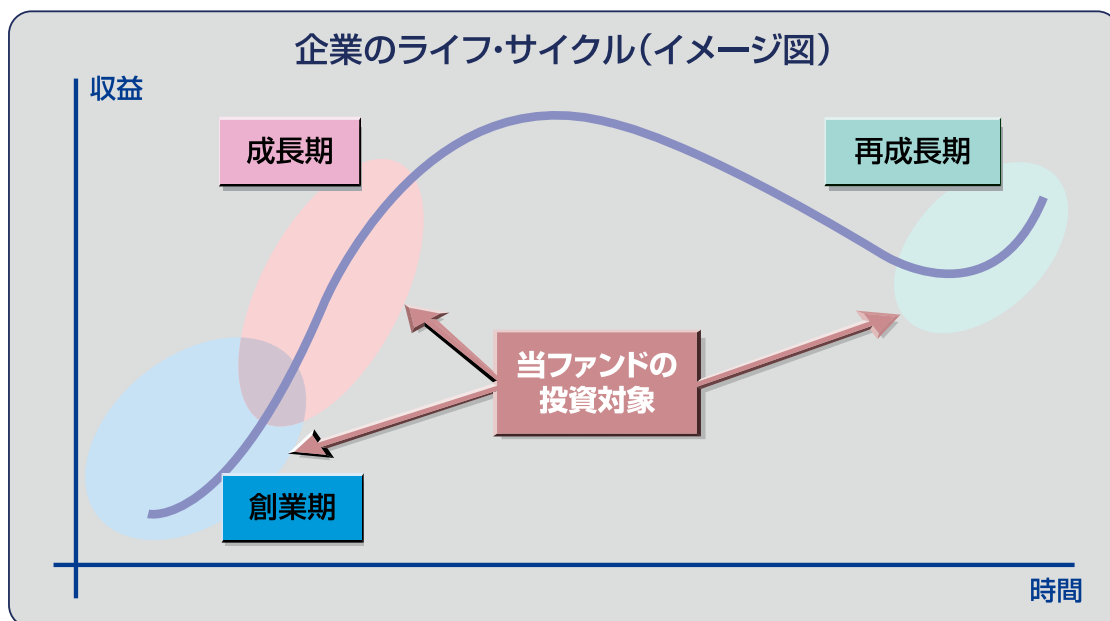 企業のライフ・サイクル（イメージ図）
収益
成長期
再成長期
当ファンドの
投資対象
創業期
時間